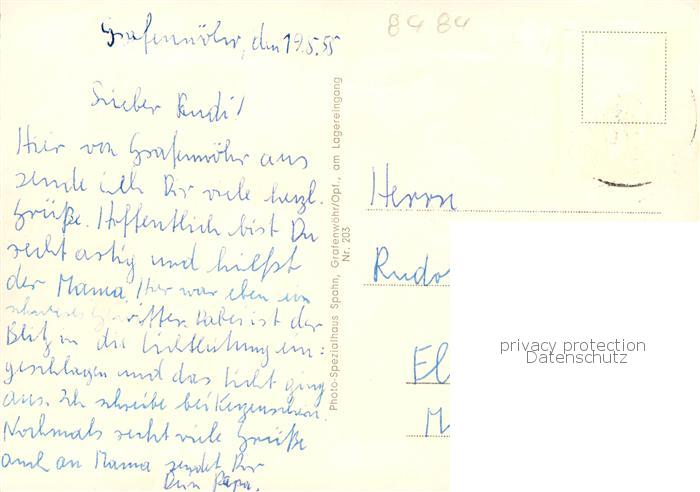 8484
Grafenwöhr, den 19.5.55
Lieber Rudi!
Hier von Grafenwöhr aus
sende ich Dir viele herzl.
Grüße. Hoffentlich bist Du
recht artig und hilfst
der Mama. Hier war eben ein
schweres Gewitter. Dabei ist der
Blitz in die Lichtleitung ein=
geschlagen und das Licht ging
aus. Ich schreibe bei Kerzenschein.
Nochmals recht viele Grüße
auch an Mama sendet Dir
Dein Papa.
Photo-Spezialhaus Spahn, Grafenwöhr/Opf., am Lagereingang
Nr. 203
Herrn
Rudo
El
M
privacy protection
Datenschutz